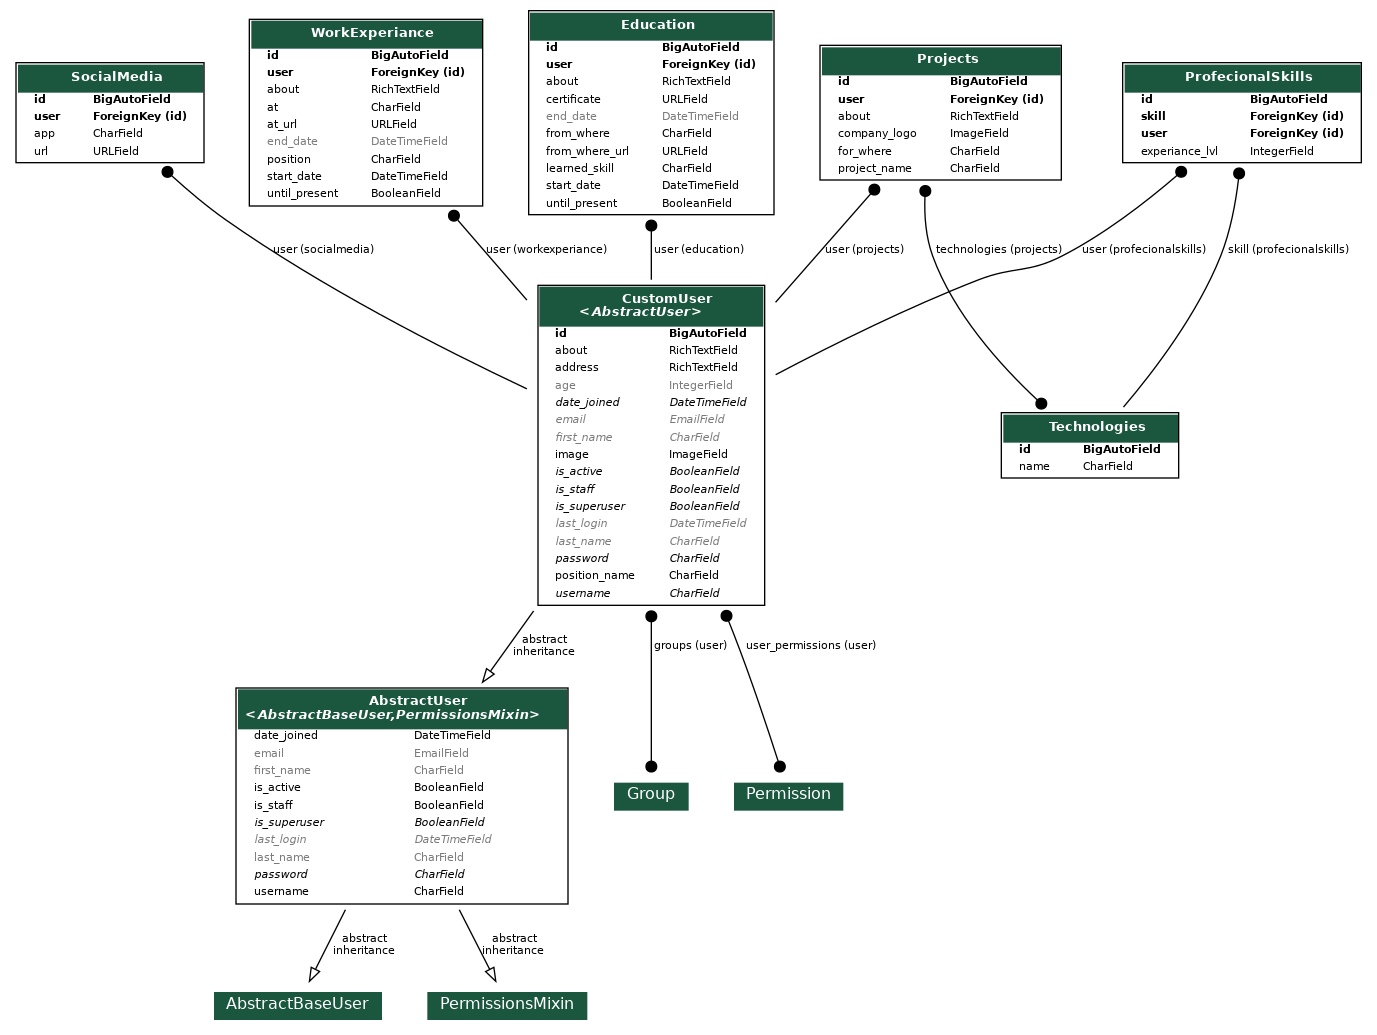 SocialMedia
id BigAutoField
user ForeignKey (id)
app CharField
url URLField
WorkExperiance
id BigAutoField
user ForeignKey (id)
about RichTextField
at CharField
at_url URLField
end_date DateTimeField
position CharField
start_date DateTimeField
until_present BooleanField
Education
id BigAutoField
user ForeignKey (id)
about RichTextField
certificate URLField
end_date DateTimeField
from_where CharField
from_where_url URLField
learned_skill CharField
start_date DateTimeField
until_present BooleanField
Projects
id BigAutoField
user ForeignKey (id)
about RichTextField
company_logo ImageField
for_where CharField
project_name CharField
ProfecionalSkills
id BigAutoField
skill ForeignKey (id)
user ForeignKey (id)
experiance_lvl IntegerField
user (socialmedia)
user (workexperiance)
user (education)
user (projects)
technologies (projects)
user (profecionalskills)
skill (profecionalskills)
CustomUser
<AbstractUser>
id BigAutoField
about RichTextField
address RichTextField
age IntegerField
date_joined DateTimeField
email EmailField
first_name CharField
image ImageField
is_active BooleanField
is_staff BooleanField
is_superuser BooleanField
last_login DateTimeField
last_name CharField
password CharField
position_name CharField
username CharField
Technologies
id BigAutoField
name CharField
abstract
inheritance
groups (user)
user_permissions (user)
AbstractUser
<AbstractBaseUser,PermissionsMixin>
date_joined DateTimeField
email EmailField
first_name CharField
is_active BooleanField
is_staff BooleanField
is_superuser BooleanField
last_login DateTimeField
last_name CharField
password CharField
username CharField
Group
Permission
abstract
inheritance
abstract
inheritance
AbstractBaseUser
PermissionsMixin